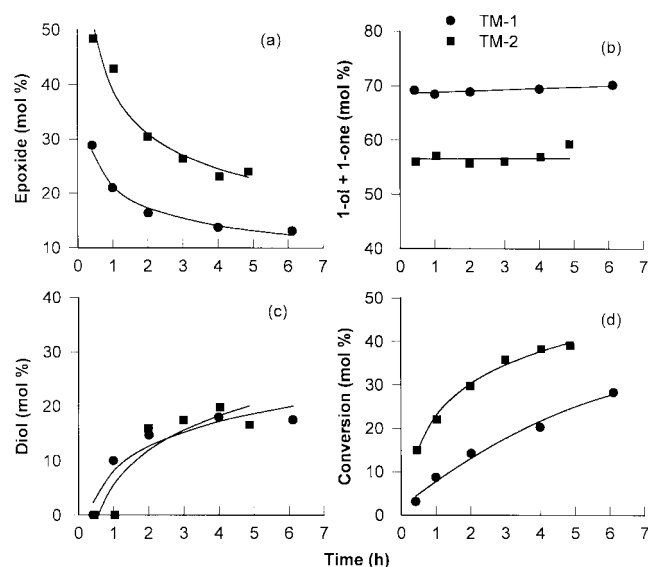 TM-1
TM-2
(a)
Epoxide (mol %)
50
40
30
20
10
0 1 2 3 4 5 6 7
(b)
1-ol + 1-one (mol %)
80
70
60
50
40
0 1 2 3 4 5 6 7
(c)
Diol (mol %)
40
30
20
10
0
0 1 2 3 4 5 6 7
(d)
Conversion (mol %)
50
40
30
20
10
0
0 1 2 3 4 5 6 7
Time (h)